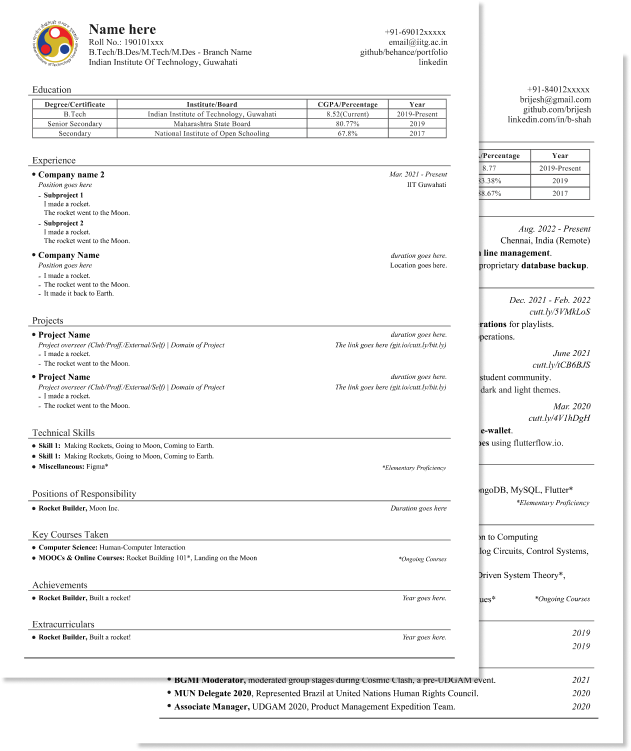 Name here
Roll No.: 190101xxx
B.Tech/B.Des/M.Tech/M.Des - Branch Name
Indian Institute Of Technology, Guwahati
+91-69012xxxxx
email@iitg.ac.in
github/behance/portfolio
linkedin
Education
Degree/Certificate Institute/Board CGPA/Percentage Year
B.Tech Indian Institute of Technology, Guwahati 8.52(Current) 2019-Present
Senior Secondary Maharashtra State Board 80.77% 2019
Secondary National Institute of Open Schooling 67.8% 2017
Experience
• Company name 2 Mar. 2021 - Present
Position goes here IIT Guwahati
- Subproject 1
I made a rocket.
The rocket went to the Moon.
- Subproject 2
I made a rocket.
The rocket went to the Moon.
• Company Name duration goes here.
Position goes here Location goes here.
- I made a rocket.
- The rocket went to the Moon.
- It made it back to Earth.
Projects
• Project Name duration goes here.
Project overseer (Club/Proff./External/Self) | Domain of Project The link goes here (git.io/cutt.ly/bit.ly)
- I made a rocket.
- The rocket went to the Moon.
• Project Name duration goes here.
Project overseer (Club/Proff./External/Self) | Domain of Project The link goes here (git.io/cutt.ly/bit.ly)
- I made a rocket.
- The rocket went to the Moon.
Technical Skills
• Skill 1: Making Rockets, Going to Moon, Coming to Earth.
• Skill 1: Making Rockets, Going to Moon, Coming to Earth.
• Miscellaneous: Figma* *Elementary Proficiency
Positions of Responsibility
• Rocket Builder, Moon Inc. Duration goes here
Key Courses Taken
• Computer Science: Human-Computer Interaction
• MOOCs & Online Courses: Rocket Building 101*, Landing on the Moon *Ongoing Courses
Achievements
• Rocket Builder, Built a rocket! Year goes here.
Extracurriculars
• Rocket Builder, Built a rocket! Year goes here.
+91-84012xxxxx
brijesh@gmail.com
github.com/brijesh
linkedin.com/in/b-shah
/Percentage Year
8.77 2019-Present
3.38% 2019
8.67% 2017
Aug. 2022 - Present
Chennai, India (Remote)
line management.
proprietary database backup.
Dec. 2021 - Feb. 2022
cutt.ly/5VMkLoS
rations for playlists.
operations.
June 2021
cutt.ly/tCB6BJS
student community.
dark and light themes.
Mar. 2020
cutt.ly/4V1hDgH
e-wallet.
es using flutterflow.io.
ngoDB, MySQL, Flutter*
*Elementary Proficiency
on to Computing
log Circuits, Control Systems,
Driven System Theory*,
ues* *Ongoing Courses
2019
2019
• BGMI Moderator, moderated group stages during Cosmic Clash, a pre-UDGAM event. 2021
• MUN Delegate 2020, Represented Brazil at United Nations Human Rights Council. 2020
• Associate Manager, UDGAM 2020, Product Management Expedition Team. 2020